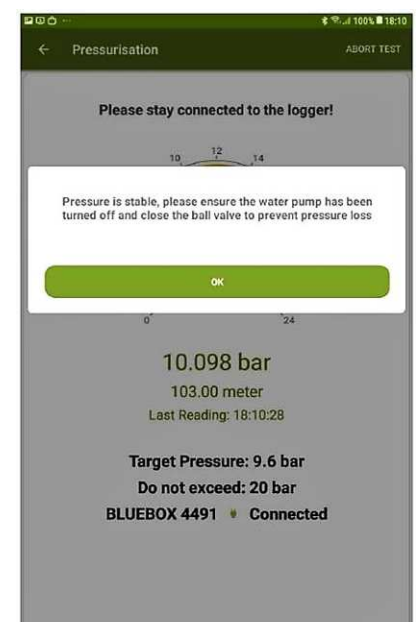 100% 18:10
Pressurisation
ABORT TEST
Please stay connected to the logger!
10 12 14
Pressure is stable, please ensure the water pump has been
turned off and close the ball valve to prevent pressure loss
OK
0 24
10.098 bar
103.00 meter
Last Reading: 18:10:28
Target Pressure: 9.6 bar
Do not exceed: 20 bar
BLUEBOX 4491 Connected